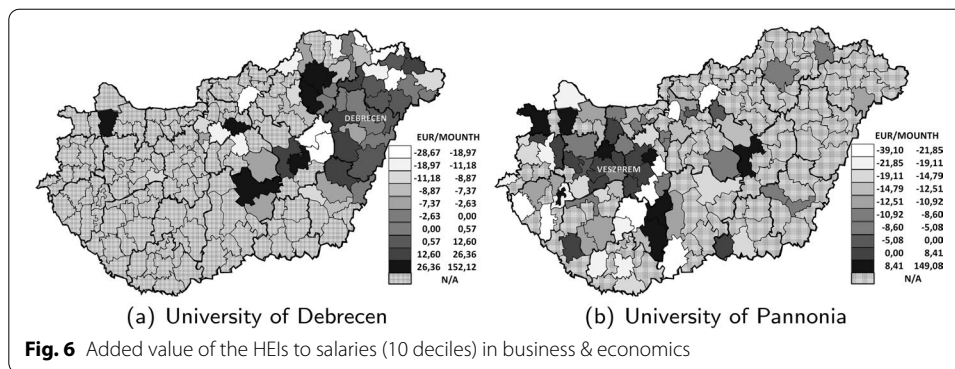 DEBRECEN
EUR/MOUNTH
-28,67 -18,97
-18,97 -11,18
-11,18 -8,87
-8,87 -7,37
-7,37 -2,63
-2,63 0,00
0,00 0,57
0,57 12,60
12,60 26,36
26,36 152,12
N/A
(a) University of Debrecen
VESZPREM
EUR/MOUNTH
-39,10 -21,85
-21,85 -19,11
-19,11 -14,79
-14,79 -12,51
-12,51 -10,92
-10,92 -8,60
-8,60 -5,08
-5,08 0,00
0,00 8,41
8,41 149,08
N/A
(b) University of Pannonia
Fig. 6 Added value of the HEIs to salaries (10 deciles) in business & economics